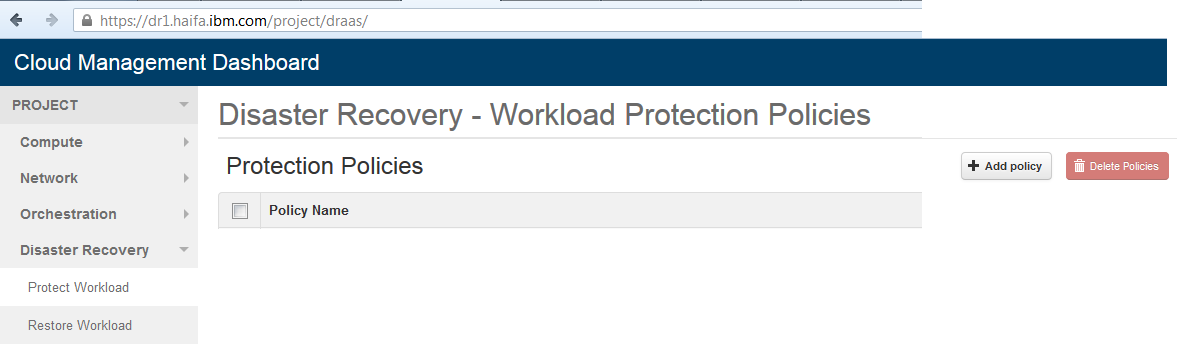 https://dr1.haifa.ibm.com/project/draas/
Cloud Management Dashboard
PROJECT
Compute
Network
Orchestration
Disaster Recovery
Protect Workload
Restore Workload
Disaster Recovery - Workload Protection Policies
Protection Policies
Add policy
Delete Policies
Policy Name